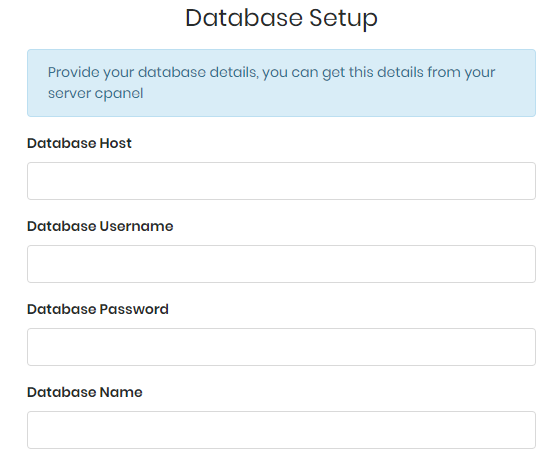 Database Setup
Provide your database details, you can get this details from your
server cpanel
Database Host
Database Username
Database Password
Database Name